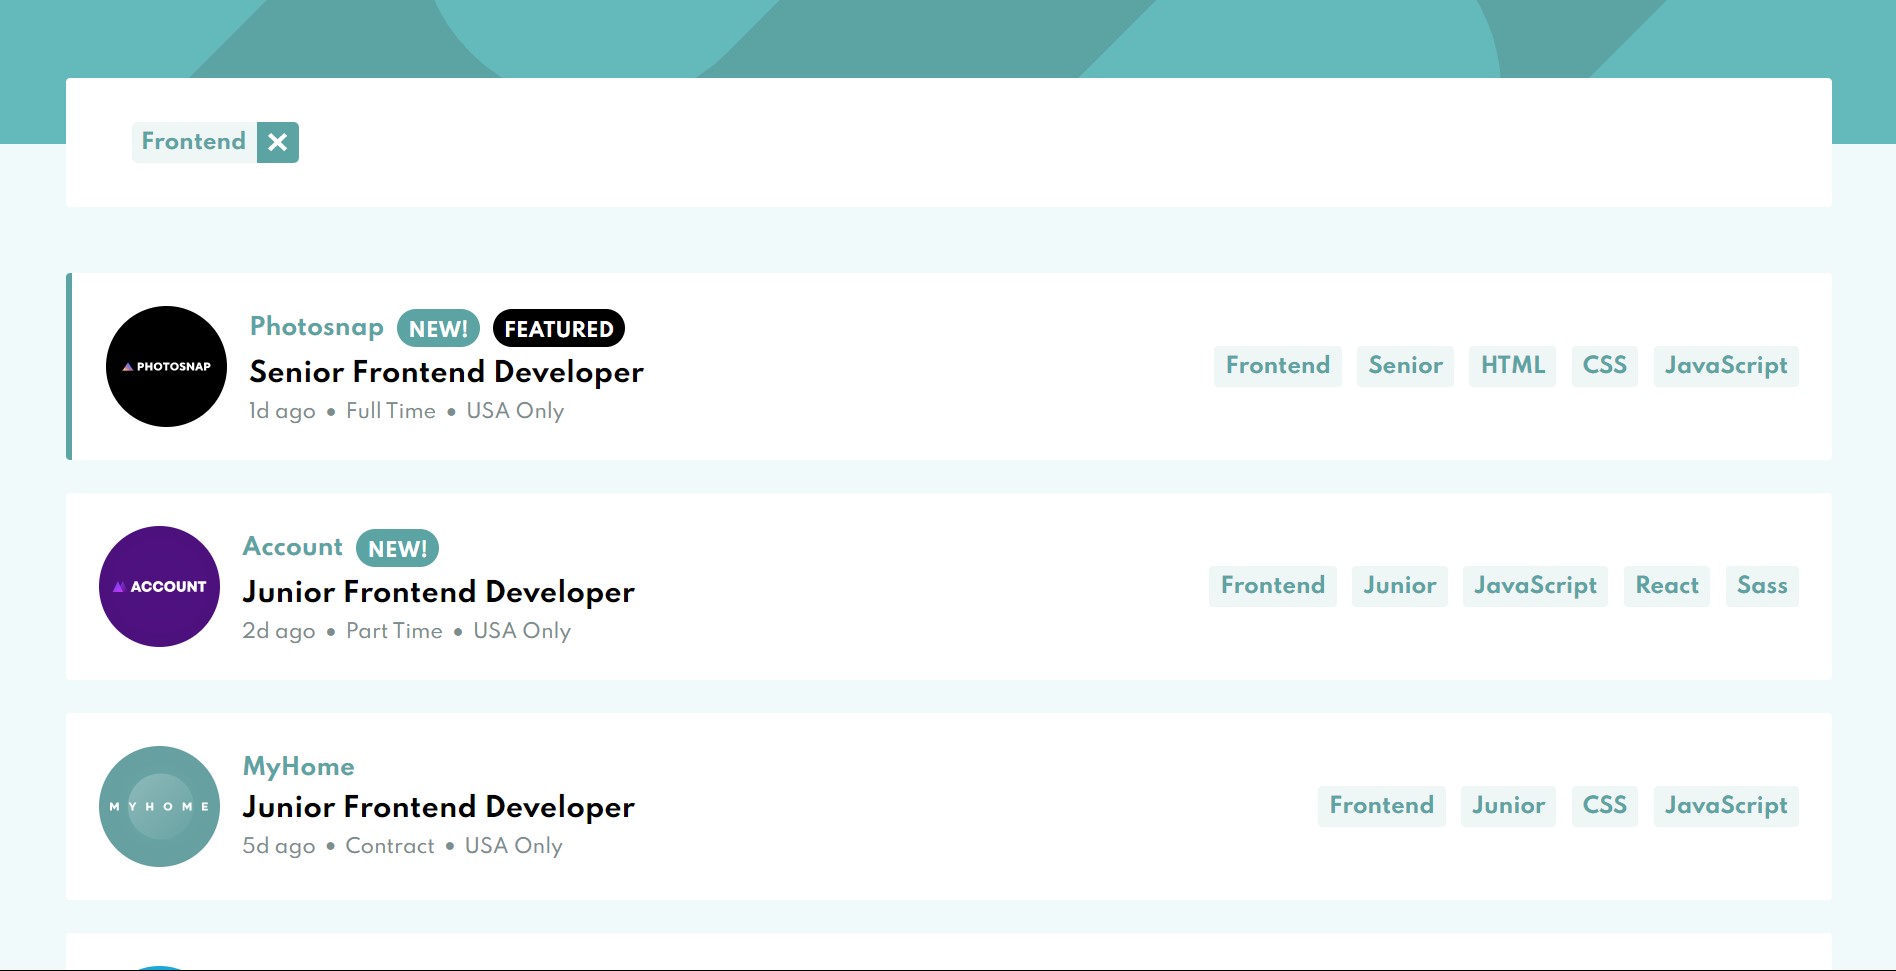 Frontend
PHOTOSNAP
Photosnap NEW! FEATURED
Senior Frontend Developer
1d ago • Full Time • USA Only
Frontend Senior HTML CSS JavaScript
ACCOUNT
Account NEW!
Junior Frontend Developer
2d ago • Part Time • USA Only
Frontend Junior JavaScript React Sass
MYHOME
MyHome
Junior Frontend Developer
5d ago • Contract • USA Only
Frontend Junior CSS JavaScript